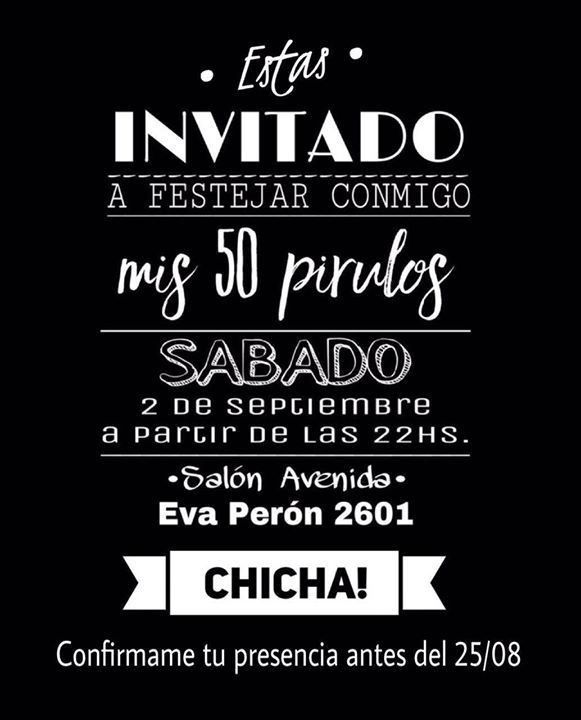 • Estas •
INVITADO
A FESTEJAR CONMIGO
mis 50 pirulos
SABADO
2 DE SEPTIEMBRE
a PARTIR DE LAS 22HS.
•Salón Avenida•
Eva Perón 2601
CHICHA!
Confirmame tu presencia antes del 25/08